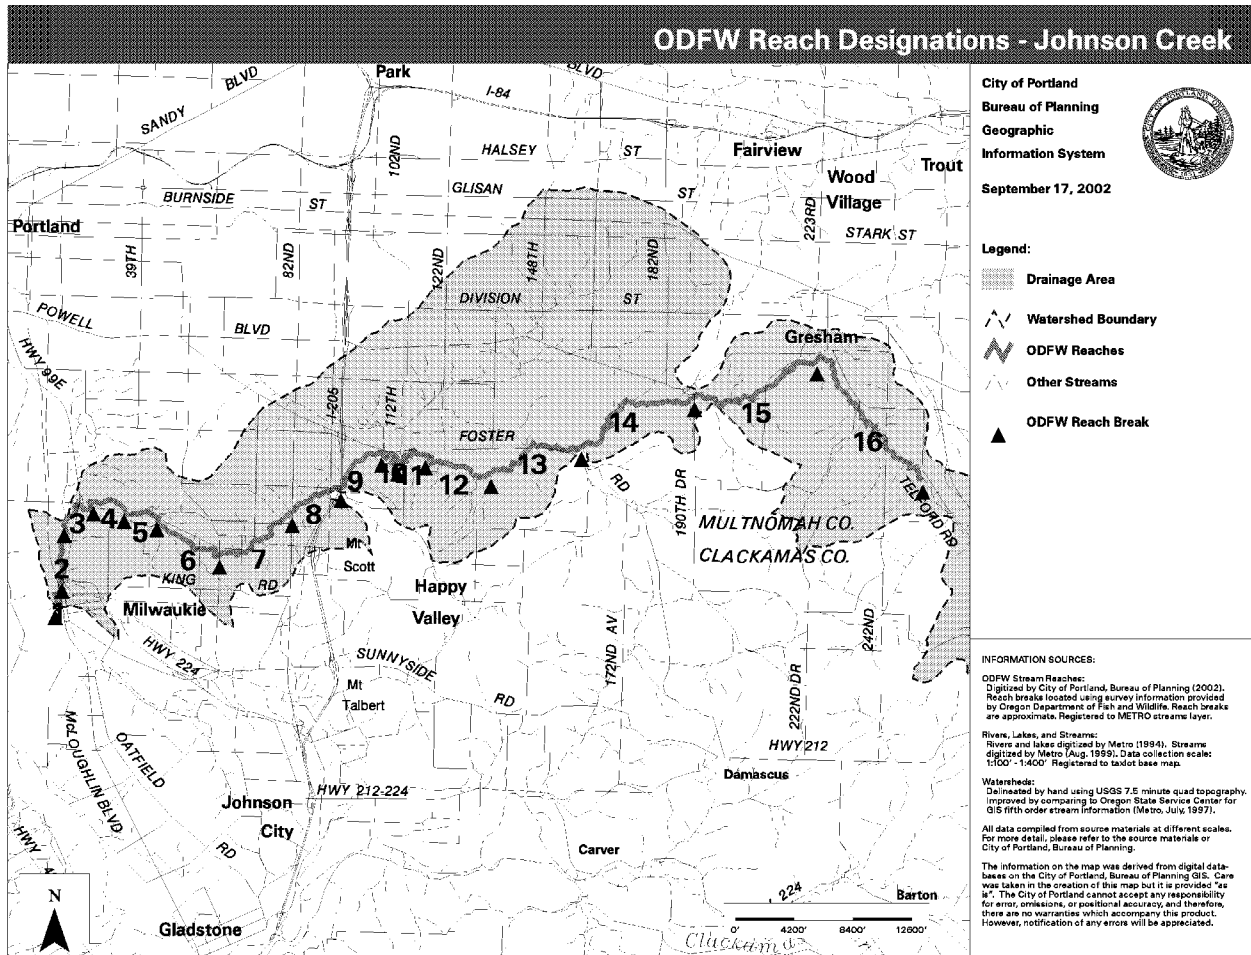 ODFW Reach Designations - Johnson Creek
City of Portland
Bureau of Planning
Geographic
Information System
September 17, 2002
Legend:
Drainage Area
Watershed Boundary
ODFW Reaches
Other Streams
ODFW Reach Break
Park
BLVD
BLVD
I-84
SANDY
102ND
HALSEY
ST
Fairview
Trout
Wood
Village
GLISAN
ST
BURNSIDE
ST
223RD
STARK ST
Portland
39TH
82ND
122ND
148TH
182ND
DIVISION
ST
POWELL
BLVD
Gresham
HWY 99E
I-205
112TH
FOSTER
RD
190TH DR
1
2
3
4
5
6
7
8
9
10
11
12
13
14
15
16
TELFORD RD
MULTNOMAH CO.
CLACKAMAS CO.
Mt
Scott
KING
RD
Happy
Valley
Milwaukie
HWY 224
SUNNYSIDE
RD
172ND AV
242ND
222ND DR
Mt
Talbert
HWY 212
Damascus
McLOUGHLIN BLVD
OATFIELD
RD
HWY 212-224
Johnson
City
HWY
Carver
224
Barton
N
Gladstone
Clackama
0'
4200'
8400'
12600'
INFORMATION SOURCES:
ODFW Stream Reaches:
Digitized by City of Portland, Bureau of Planning (2002).
Reach breaks located using survey information provided
by Oregon Department of Fish and Wildlife. Reach breaks
are approximate. Registered to METRO streams layer.
Rivers, Lakes, and Streams:
Rivers and lakes digitized by Metro (1994). Streams
digitized by Metro (Aug. 1999). Data collection scale:
1:100' - 1:400' Registered to taxlot base map.
Watersheds:
Delineated by hand using USGS 7.5 minute quad topography.
Improved by comparing to Oregon State Service Center for
GIS fifth order stream information (Metro, July, 1997).
All data compiled from source materials at different scales.
For more detail, please refer to the source materials or
City of Portland, Bureau of Planning.
The information on the map was derived from digital data-
bases on the City of Portland, Bureau of Planning GIS. Care
was taken in the creation of this map but it is provided "as
is". The City of Portland cannot accept any responsibility
for error, omissions, or positional accuracy, and therefore,
there are no warranties which accompany this product.
However, notification of any errors will be appreciated.